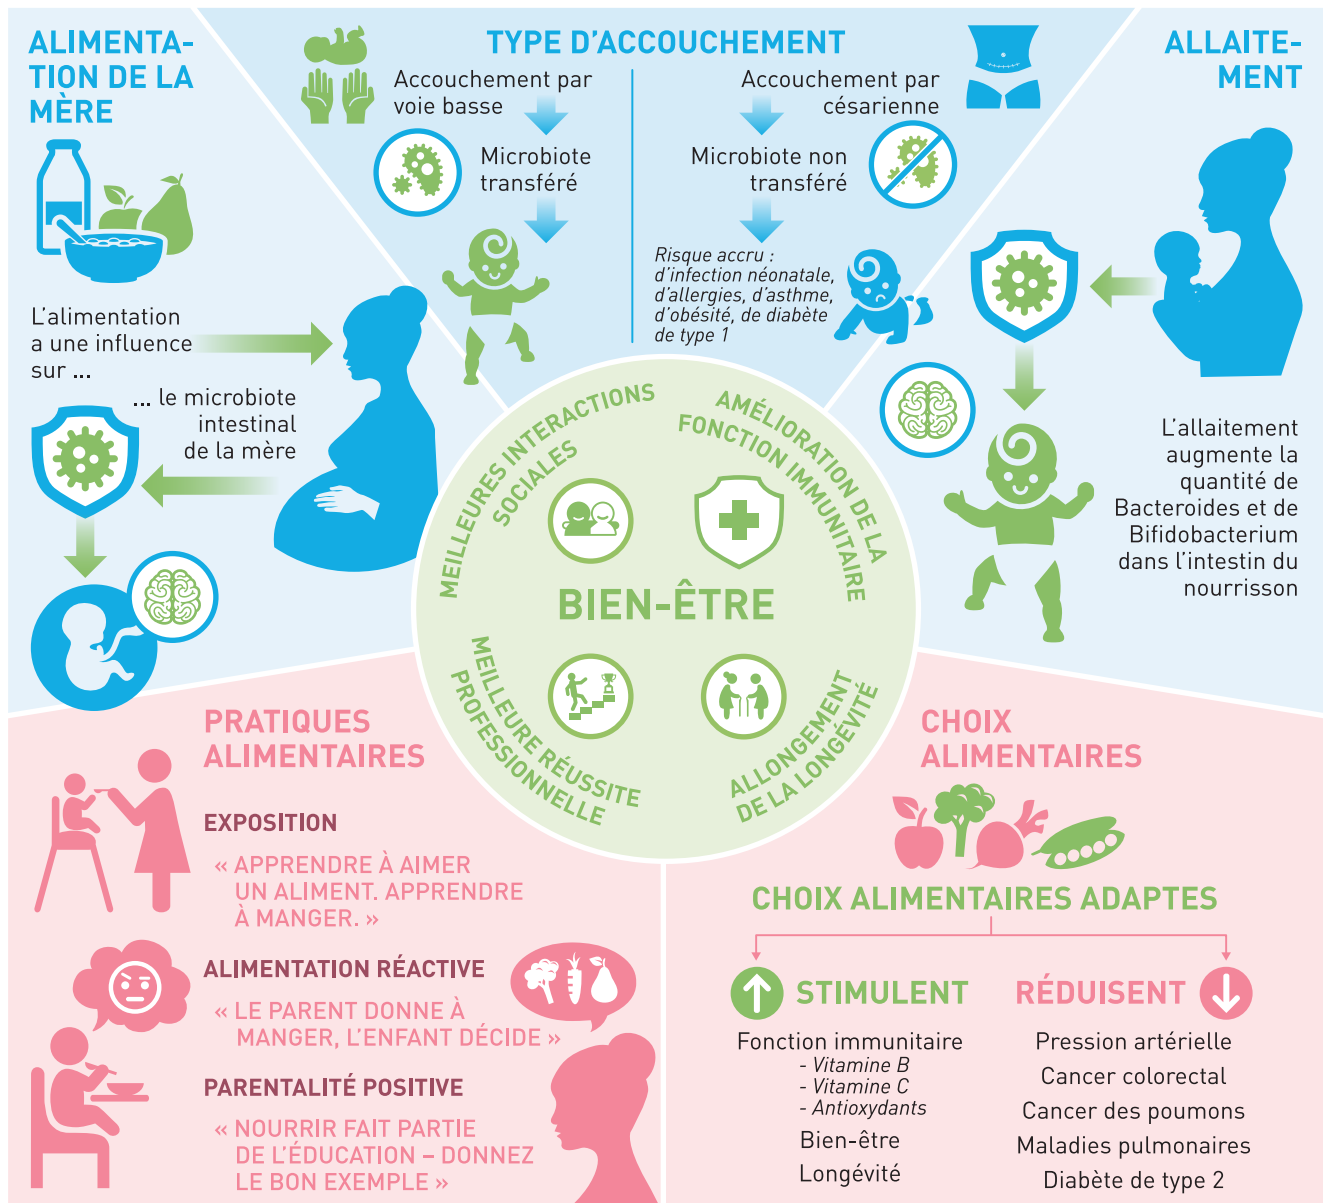 ALIMENTA-
TION DE LA
MÈRE
L'alimentation
a une influence
sur ...
... le microbiote
intestinal
de la mère
TYPE D'ACCOUCHEMENT
Accouchement par
voie basse
Microbiote
transféré
Accouchement par
césarienne
Microbiote non
transféré
Risque accru :
d'infection néonatale,
d'allergies, d'asthme,
d'obésité, de diabète
de type 1
ALLAITE-
MENT
L'allaitement
augmente la
quantité de
Bacteroides et de
Bifidobacterium
dans l'intestin du
nourrisson
MEILLEURES INTERACTIONS
SOCIALES
AMÉLIORATION DE LA
FONCTION IMMUNITAIRE
BIEN-ÊTRE
MEILLEURE RÉUSSITE
PROFESSIONNELLE
ALLONGEMENT
DE LA LONGÉVITÉ
PRATIQUES
ALIMENTAIRES
EXPOSITION
« APPRENDRE À AIMER
UN ALIMENT. APPRENDRE
À MANGER. »
ALIMENTATION RÉACTIVE
« LE PARENT DONNE À
MANGER, L'ENFANT DÉCIDE »
PARENTALITÉ POSITIVE
« NOURRIR FAIT PARTIE
DE L'ÉDUCATION – DONNEZ
LE BON EXEMPLE »
CHOIX
ALIMENTAIRES
CHOIX ALIMENTAIRES ADAPTES
STIMULENT
Fonction immunitaire
- Vitamine B
- Vitamine C
- Antioxydants
Bien-être
Longévité
RÉDUISENT
Pression artérielle
Cancer colorectal
Cancer des poumons
Maladies pulmonaires
Diabète de type 2